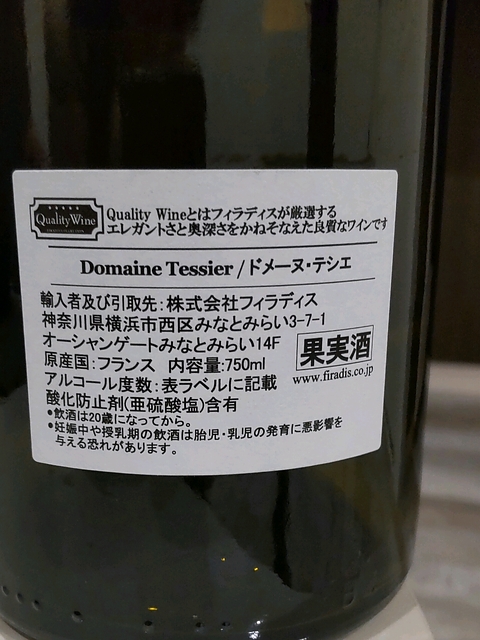 Quality Wine
Quality Wineとはフィラディスが厳選する
エレガントさと奥深さをかねそなえた良質なワインです
Domaine Tessier / ドメーヌ・テシエ
輸入者及び引取先：株式会社フィラディス
神奈川県横浜市西区みなとみらい3-7-1
オーシャンゲートみなとみらい14F
原産国：フランス 内容量:750ml
果実酒
アルコール度数：表ラベルに記載
www.firadis.co.jp
酸化防止剤(亜硫酸塩)含有
●飲酒は20歳になってから。
●妊娠中や授乳期の飲酒は胎児・乳児の発育に悪影響を
与える恐れがあります。